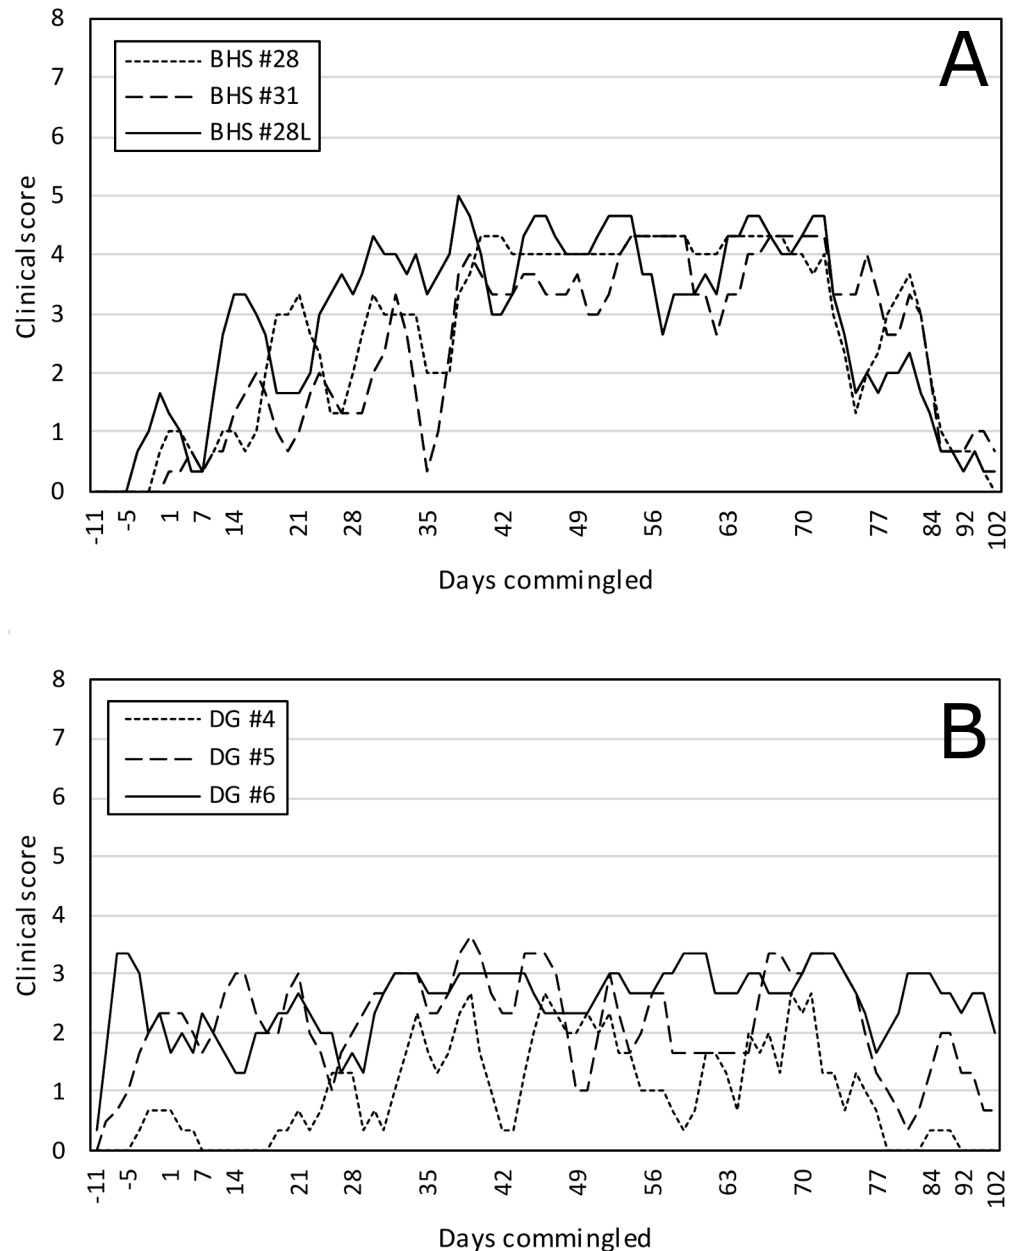 A
BHS #28
BHS #31
BHS #28L
Clinical score
8
7
6
5
4
3
2
1
0
-11 -5 1 7 14 21 28 35 42 49 56 63 70 77 84 92 102
Days commingled
B
DG #4
DG #5
DG #6
Clinical score
8
7
6
5
4
3
2
1
0
-11 -5 1 7 14 21 28 35 42 49 56 63 70 77 84 92 102
Days commingled